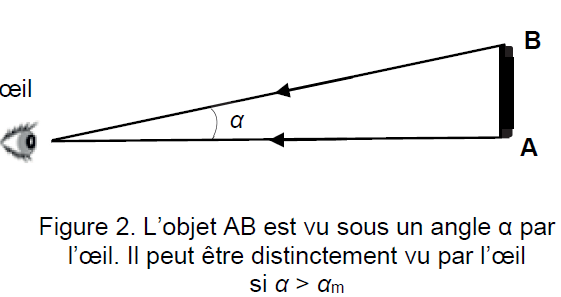 B
œil
α
A
Figure 2. L’objet AB est vu sous un angle α par
l’œil. Il peut être distinctement vu par l’œil
si α > αm